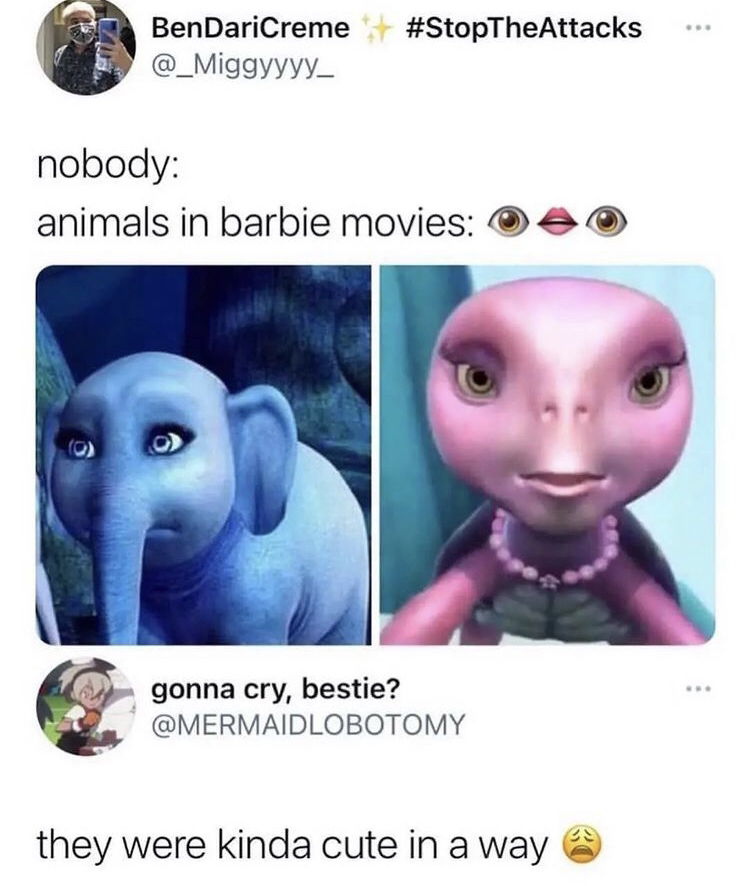 BenDariCreme ✨ #StopTheAttacks
@_Miggyyyy_
nobody:
animals in barbie movies: 👁👄👁
gonna cry, bestie?
@MERMAIDLOBOTOMY
they were kinda cute in a way 😩